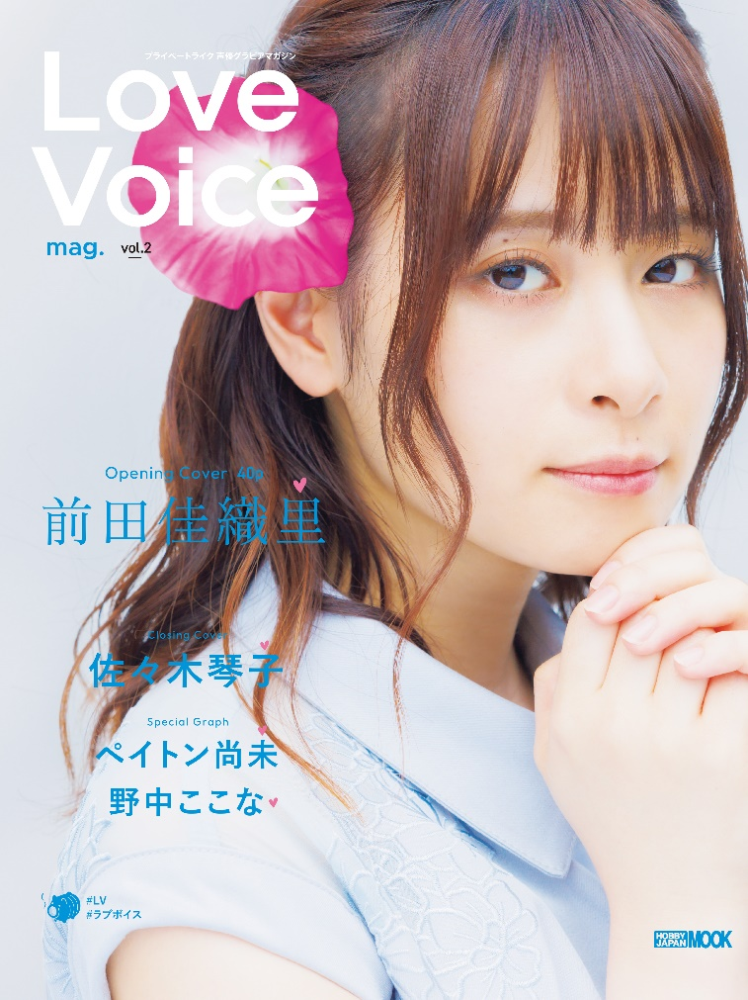 プライベートライク 声優グラビアマガジン
Love
Voice
mag. vol.2
Opening Cover 40p
前田佳織里
Closing Cover
佐々木琴子
Special Graph
ペイトン尚未
野中ここな
#LV
#ラブボイス
HOBBY JAPAN MOOK